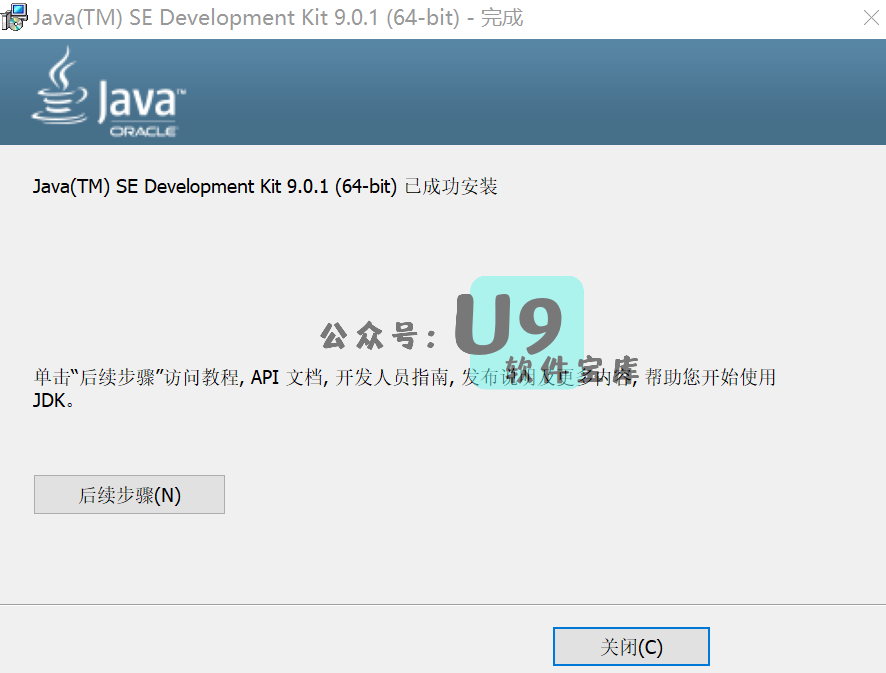 Java(TM) SE Development Kit 9.0.1 (64-bit) - 完成
Java™
ORACLE
Java(TM) SE Development Kit 9.0.1 (64-bit) 已成功安装
公众号：U9
软件宝库
单击“后续步骤”访问教程, API 文档, 开发人员指南, 发布说明及更多内容, 帮助您开始使用
JDK。
后续步骤(N)
关闭(C)